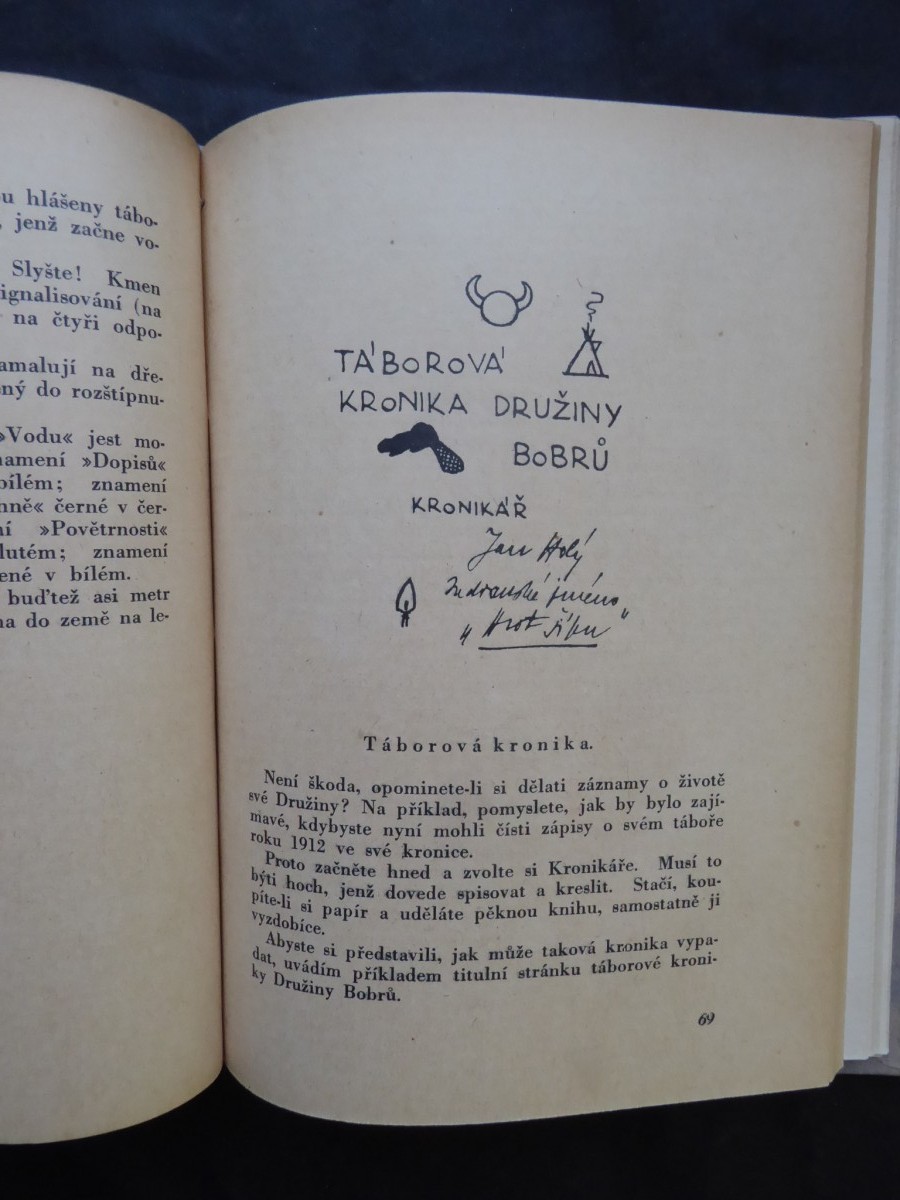 u hlášeny tábo-
jenž začne vo-
Slyšte! Kmen
ignalisování (na
na čtyři odpo-
amalují na dře-
ný do rozštípnu-
»Vodu« jest mo-
namení »Dopisů«
bílém; znamení
nně« černé v čer-
ní »Povětrnosti
lutém; znamení
ené v bílém.
buďtež asi metr
na do země na le-
TÁBOROVÁ
KRONIKA DRUŽINY
BOBRŮ
KRONIKÁŘ
Jan Holý
Indianské jméno
„Hrot šípu"
Táborová kronika.
Není škoda, opominete-li si dělati záznamy o životě
své Družiny? Na příklad, pomyslete, jak by bylo zají-
mavé, kdybyste nyní mohli čísti zápisy o svém táboře
roku 1912 ve své kronice.
Proto začněte hned a zvolte si Kronikáře. Musí to
býti hoch, jenž dovede spisovat a kreslit. Stačí, kou-
píte-li si papír a uděláte pěknou knihu, samostatně ji
vyzdobíce.
Abyste si představili, jak může taková kronika vypa-
dat, uvádím příkladem titulní stránku táborové kroni-
ky Družiny Bobrů.
69